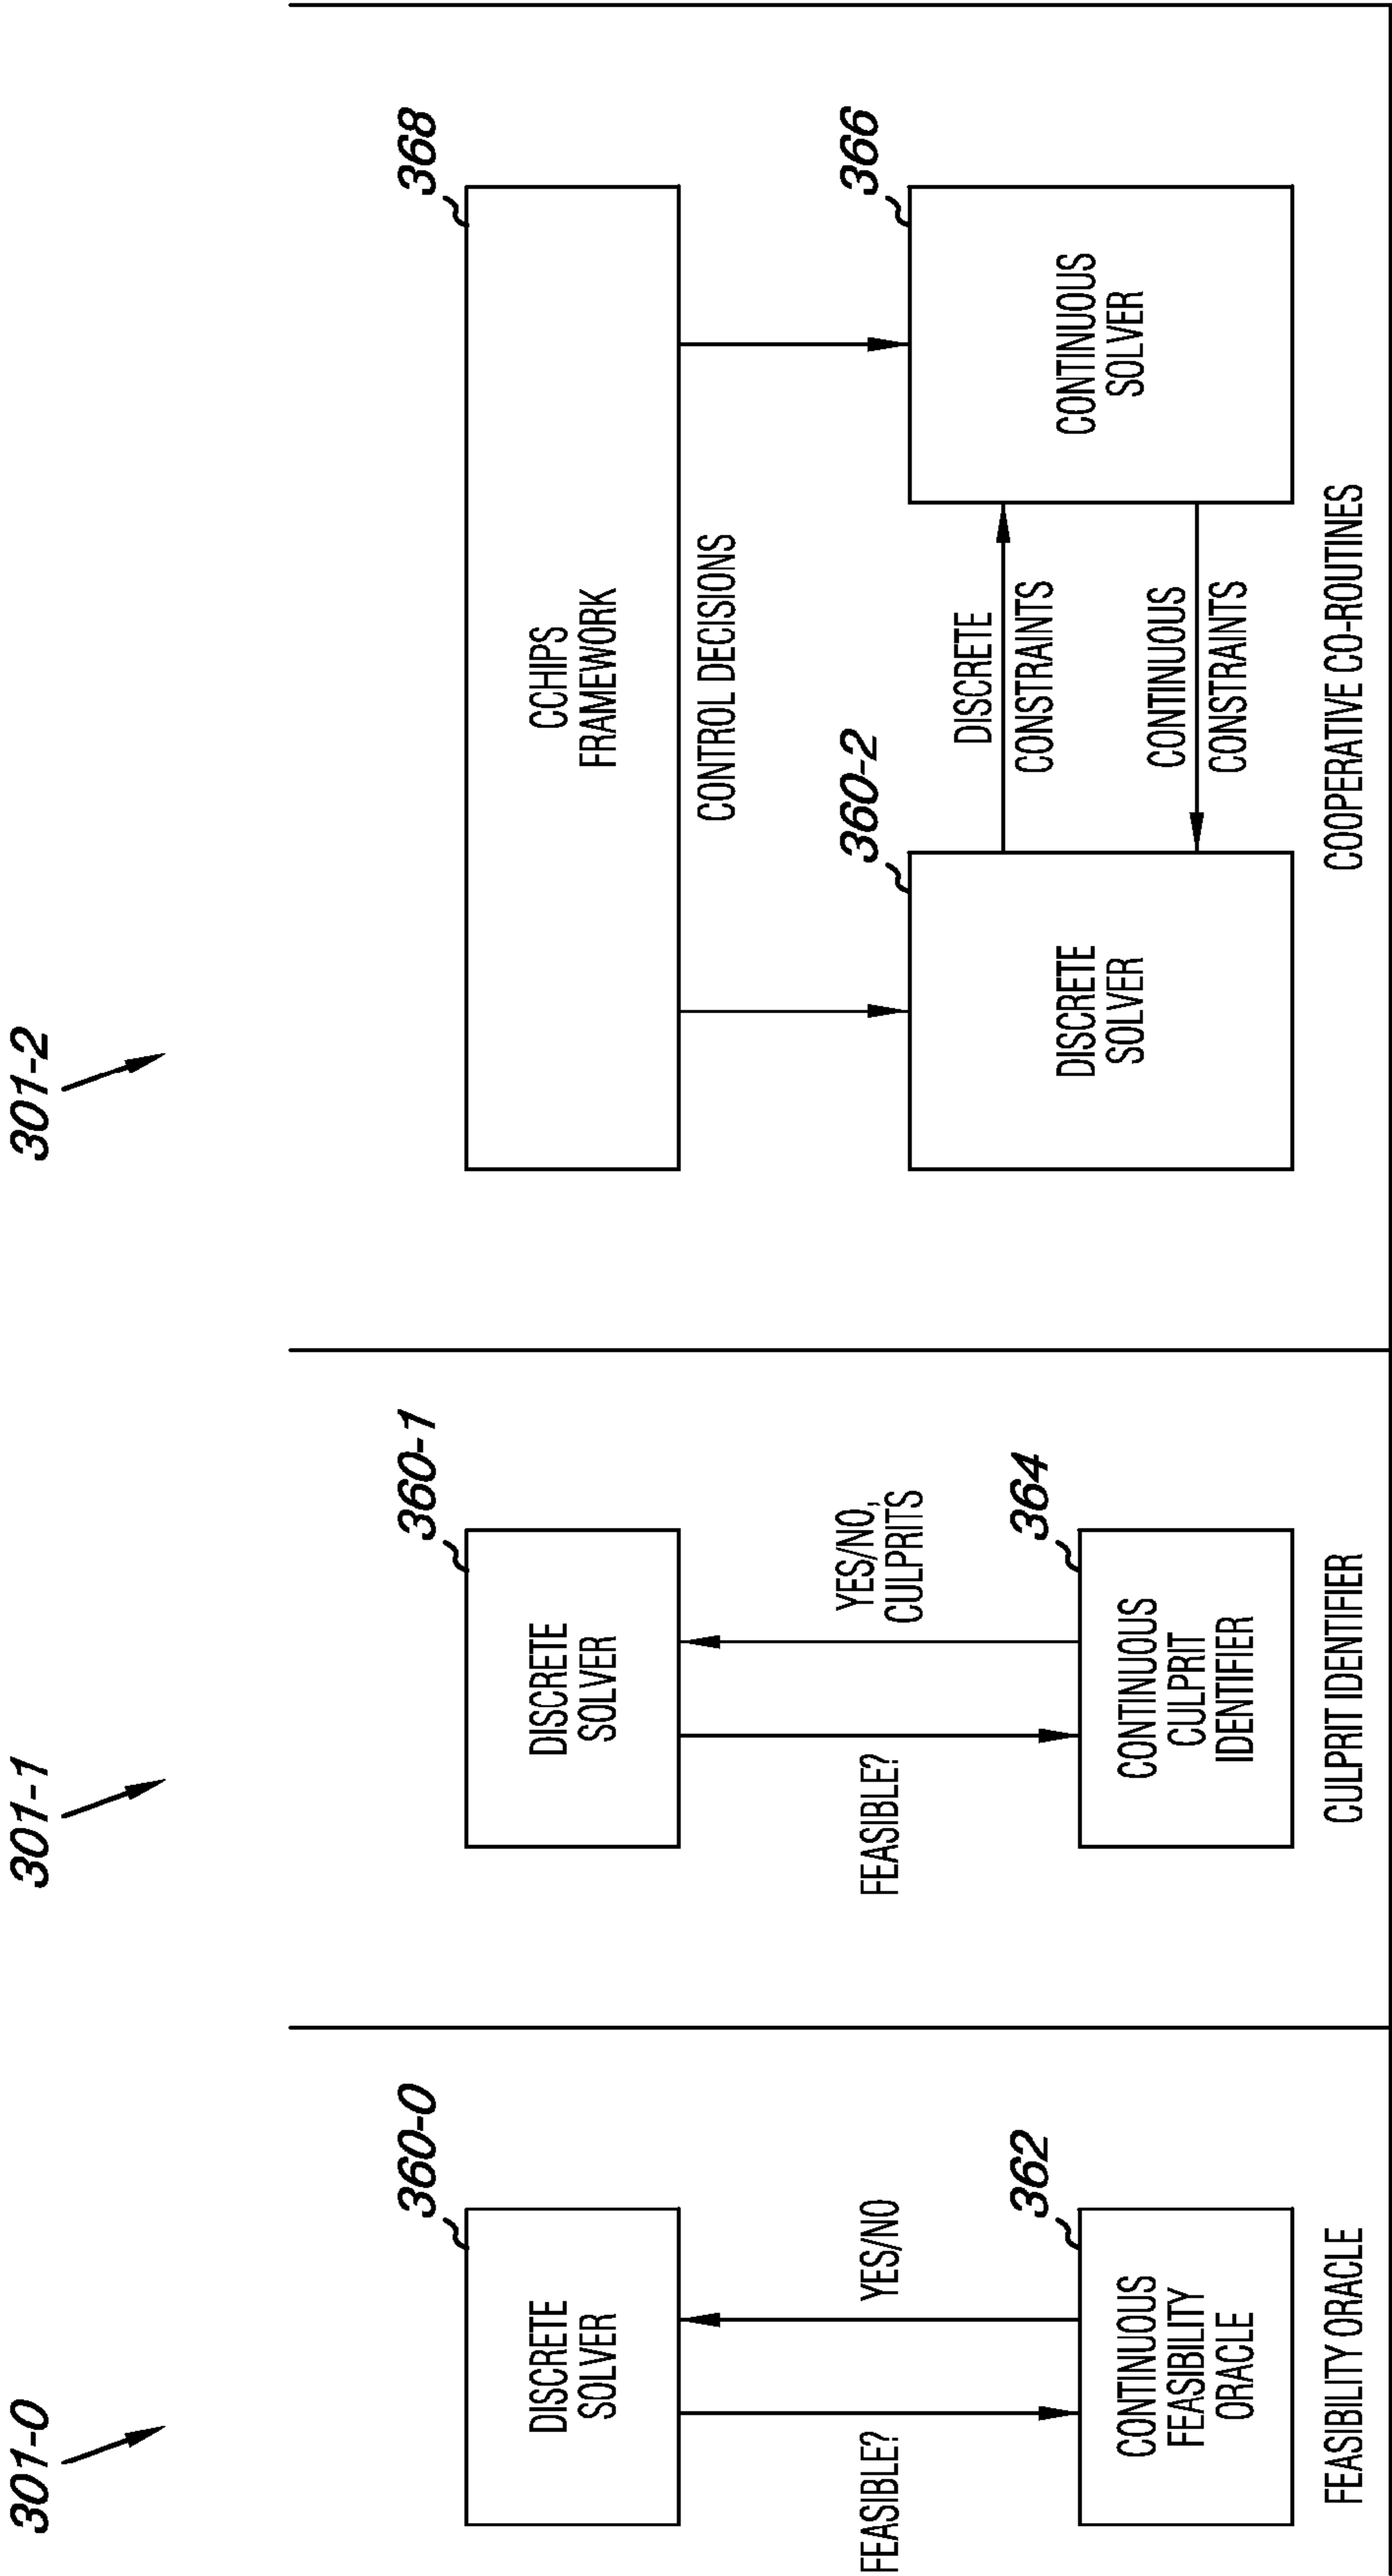 301-0
360-0
DISCRETE
SOLVER
FEASIBLE?
YES/NO
362
CONTINUOUS
FEASIBILITY
ORACLE
FEASIBILITY ORACLE
301-1
360-1
DISCRETE
SOLVER
FEASIBLE?
YES/NO,
CULPRITS
364
CONTINUOUS
CULPRIT
IDENTIFIER
CULPRIT IDENTIFIER
301-2
368
CCHIPS
FRAMEWORK
CONTROL DECISIONS
360-2
DISCRETE
SOLVER
DISCRETE
CONSTRAINTS
CONTINUOUS
CONSTRAINTS
366
CONTINUOUS
SOLVER
COOPERATIVE CO-ROUTINES